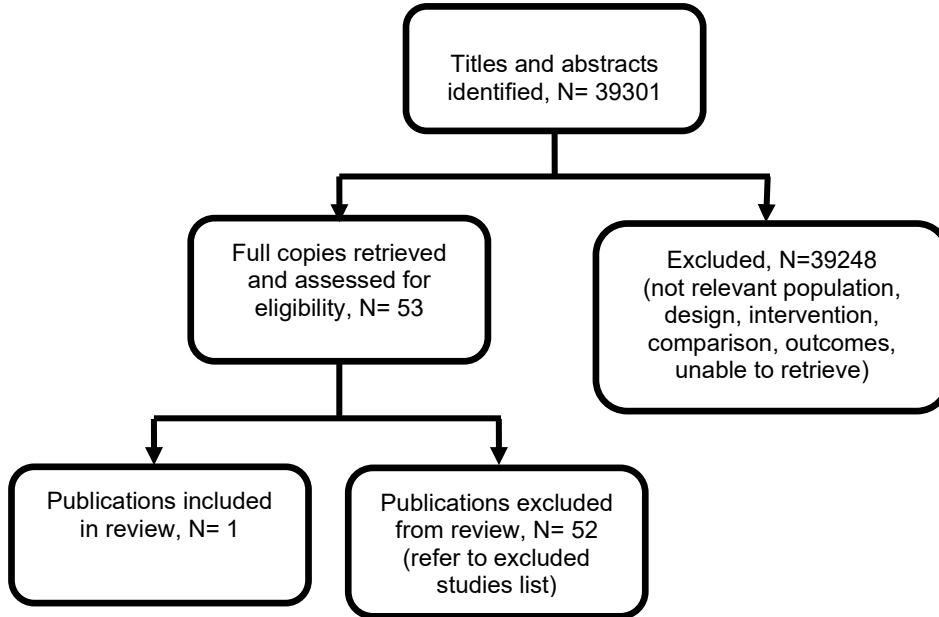 Titles and abstracts
identified, N= 39301
Full copies retrieved
and assessed for
eligibility, N= 53
Excluded, N=39248
(not relevant population,
design, intervention,
comparison, outcomes,
unable to retrieve)
Publications included
in review, N= 1
Publications excluded
from review, N= 52
(refer to excluded
studies list)